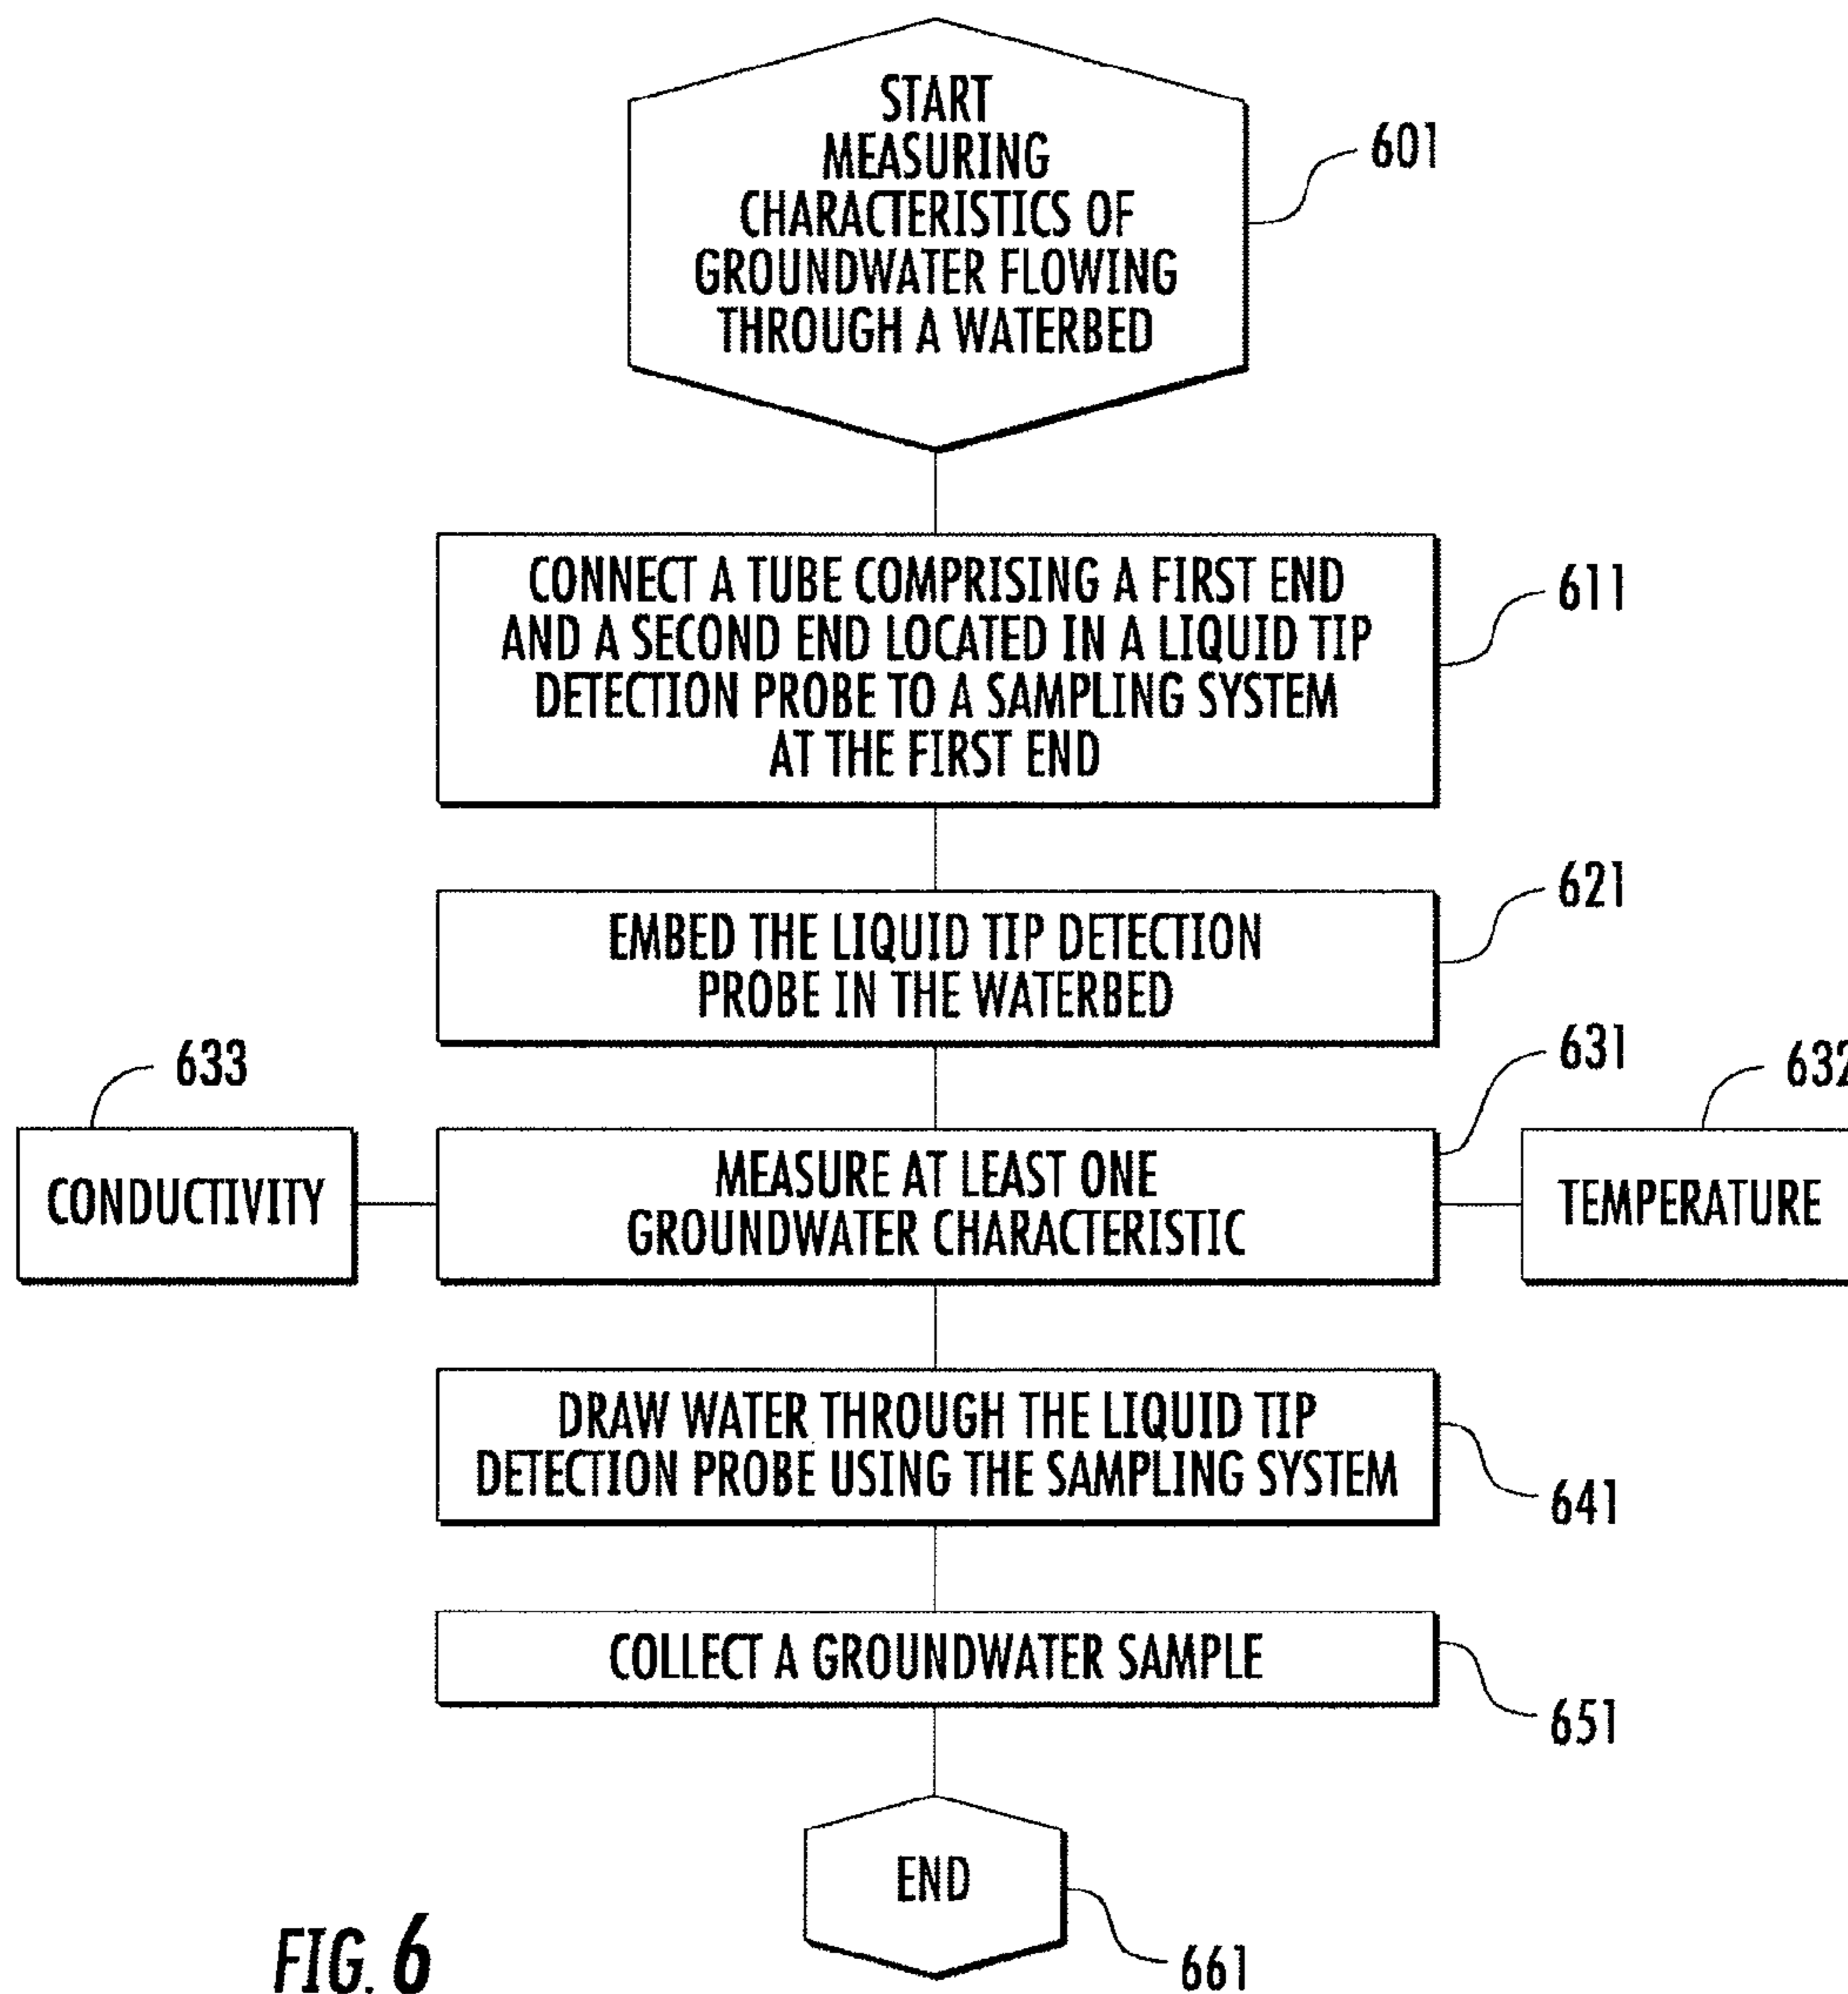 START
MEASURING
CHARACTERISTICS OF
GROUNDWATER FLOWING
THROUGH A WATERBED
601
CONNECT A TUBE COMPRISING A FIRST END
AND A SECOND END LOCATED IN A LIQUID TIP
DETECTION PROBE TO A SAMPLING SYSTEM
AT THE FIRST END
611
EMBED THE LIQUID TIP DETECTION
PROBE IN THE WATERBED
621
633
CONDUCTIVITY
MEASURE AT LEAST ONE
GROUNDWATER CHARACTERISTIC
631
632
TEMPERATURE
DRAW WATER THROUGH THE LIQUID TIP
DETECTION PROBE USING THE SAMPLING SYSTEM
641
COLLECT A GROUNDWATER SAMPLE
651
END
661
FIG. 6